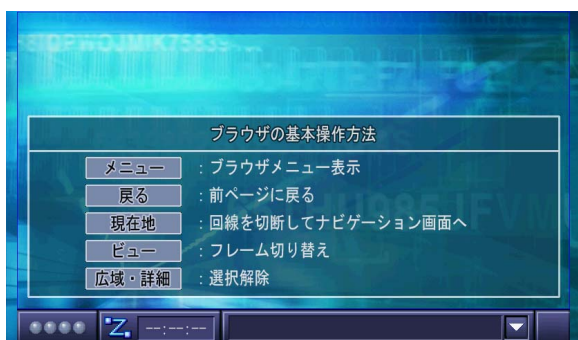 ブラウザの基本操作方法
メニュー：ブラウザメニュー表示
戻る：前ページに戻る
現在地：回線を切断してナビゲーション画面へ
ビュー：フレーム切り替え
広域・詳細：選択解除
Z --:--:--